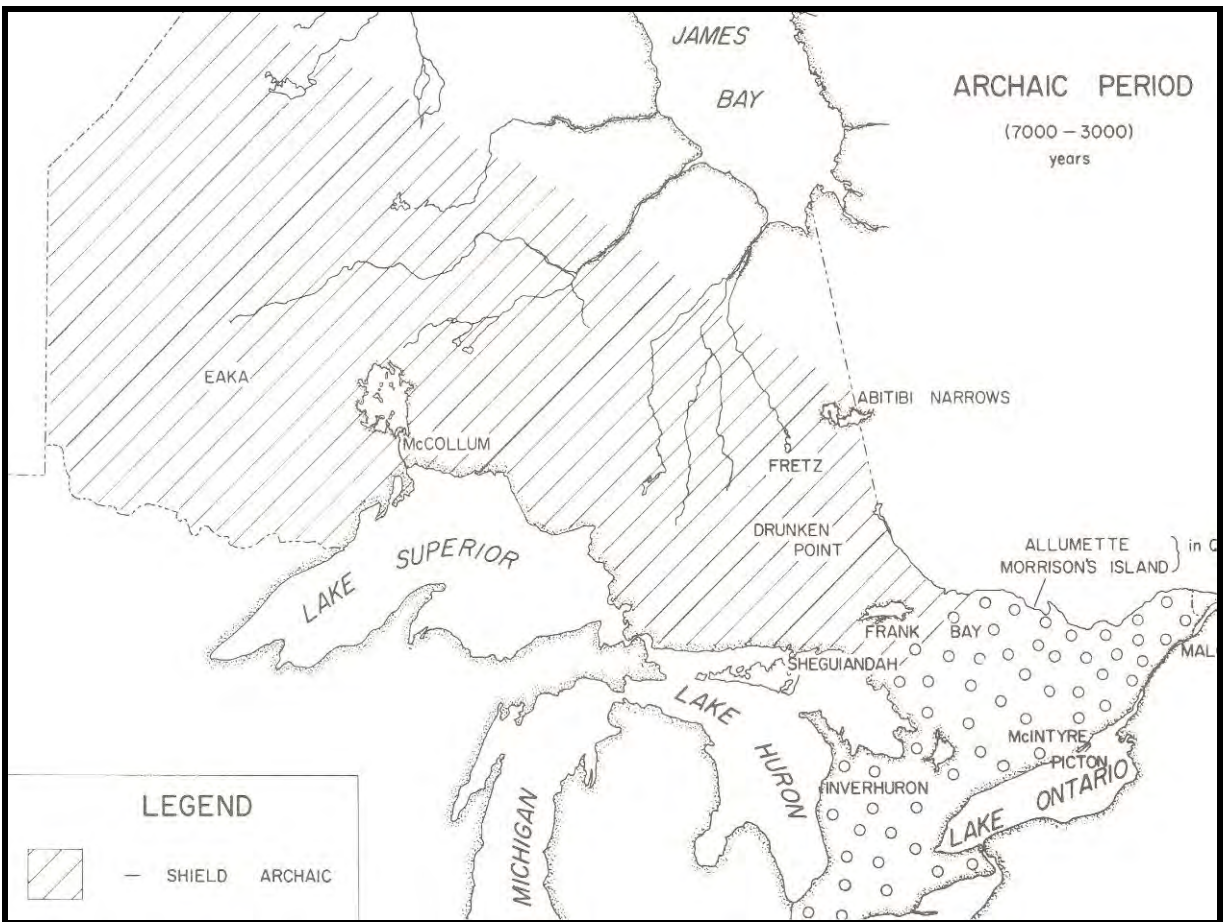 JAMES
BAY
ARCHAIC PERIOD
(7000 – 3000)
years
EAKA
McCOLLUM
ABITIBI NARROWS
FRETZ
DRUNKEN
POINT
ALLUMETTE
MORRISON'S ISLAND
in
LAKE SUPERIOR
FRANK BAY
SHEGUIANDAH
LAKE HURON
McINTYRE
PICTON
INVERHURON
LAKE ONTARIO
MICHIGAN
LEGEND
— SHIELD ARCHAIC